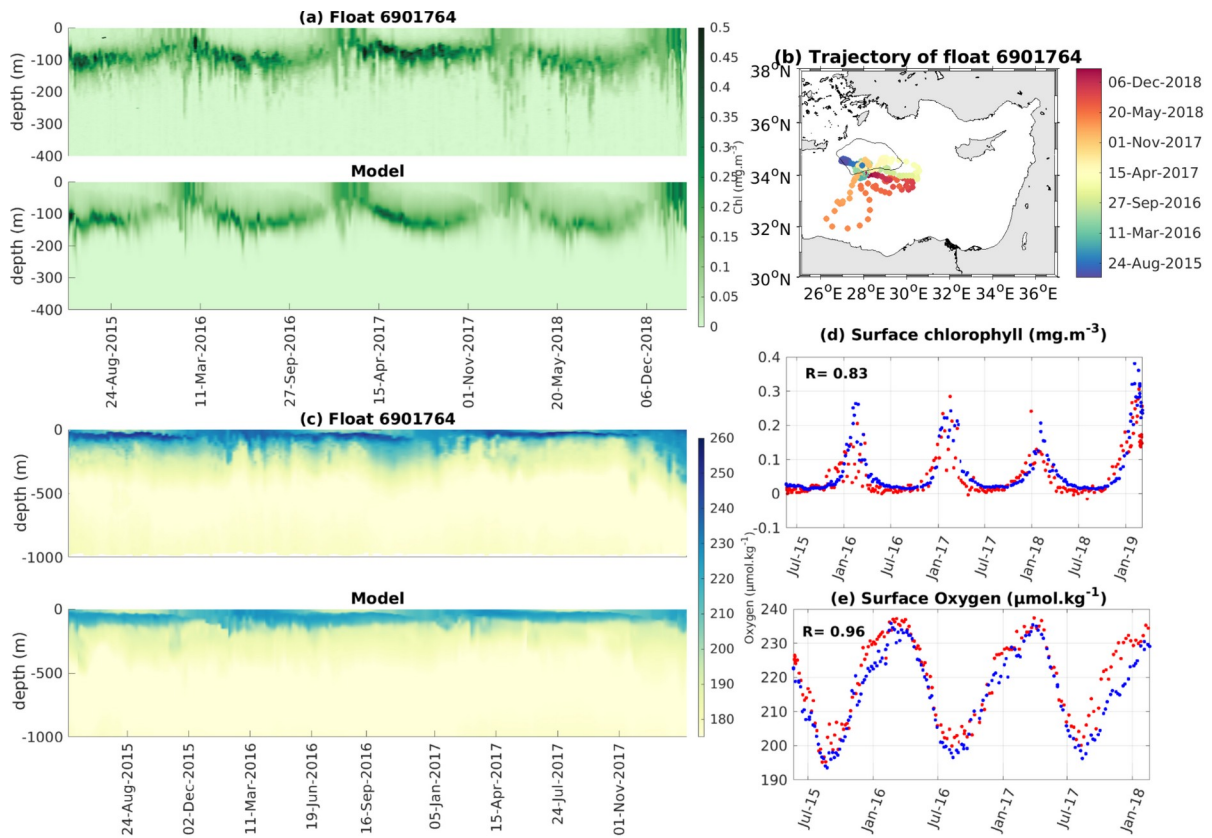 (a) Float 6901764
0
-100
-200
-300
-400
depth (m)
Model
0
-100
-200
-300
-400
depth (m)
24-Aug-2015
11-Mar-2016
27-Sep-2016
15-Apr-2017
01-Nov-2017
20-May-2018
06-Dec-2018
0.5
0.45
0.4
0.35
0.3
0.25
0.2
0.15
0.1
0.05
0
Chl (mg.m-3)
(b) Trajectory of float 6901764
38°N
36°N
34°N
32°N
30°N
26°E
28°E
30°E
32°E
34°E
36°E
06-Dec-2018
20-May-2018
01-Nov-2017
15-Apr-2017
27-Sep-2016
11-Mar-2016
24-Aug-2015
(c) Float 6901764
0
-500
-1000
depth (m)
Model
0
-500
-1000
depth (m)
24-Aug-2015
02-Dec-2015
11-Mar-2016
19-Jun-2016
16-Sep-2016
05-Jan-2017
15-Apr-2017
24-Jul-2017
01-Nov-2017
260
250
240
230
220
210
200
190
180
Oxygen (μmol.kg-1)
(d) Surface chlorophyll (mg.m-3)
R= 0.83
0.4
0.3
0.2
0.1
0
-0.1
Jul-15
Jan-16
Jul-16
Jan-17
Jul-17
Jan-18
Jul-18
Jan-19
(e) Surface Oxygen (μmol.kg-1)
R= 0.96
240
230
220
210
200
190
Jul-15
Jan-16
Jul-16
Jan-17
Jul-17
Jan-18